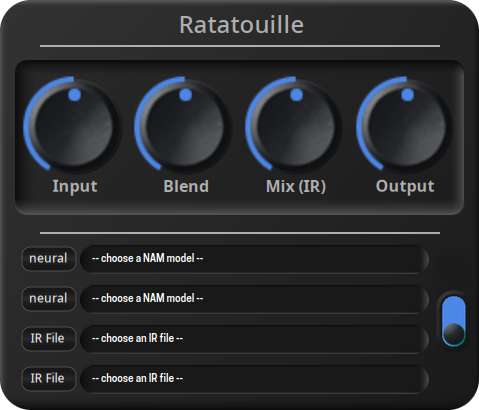 Ratatouille
Input Blend Mix (IR) Output
neural -- choose a NAM model --
neural -- choose a NAM model --
IR File -- choose an IR file --
IR File -- choose an IR file --